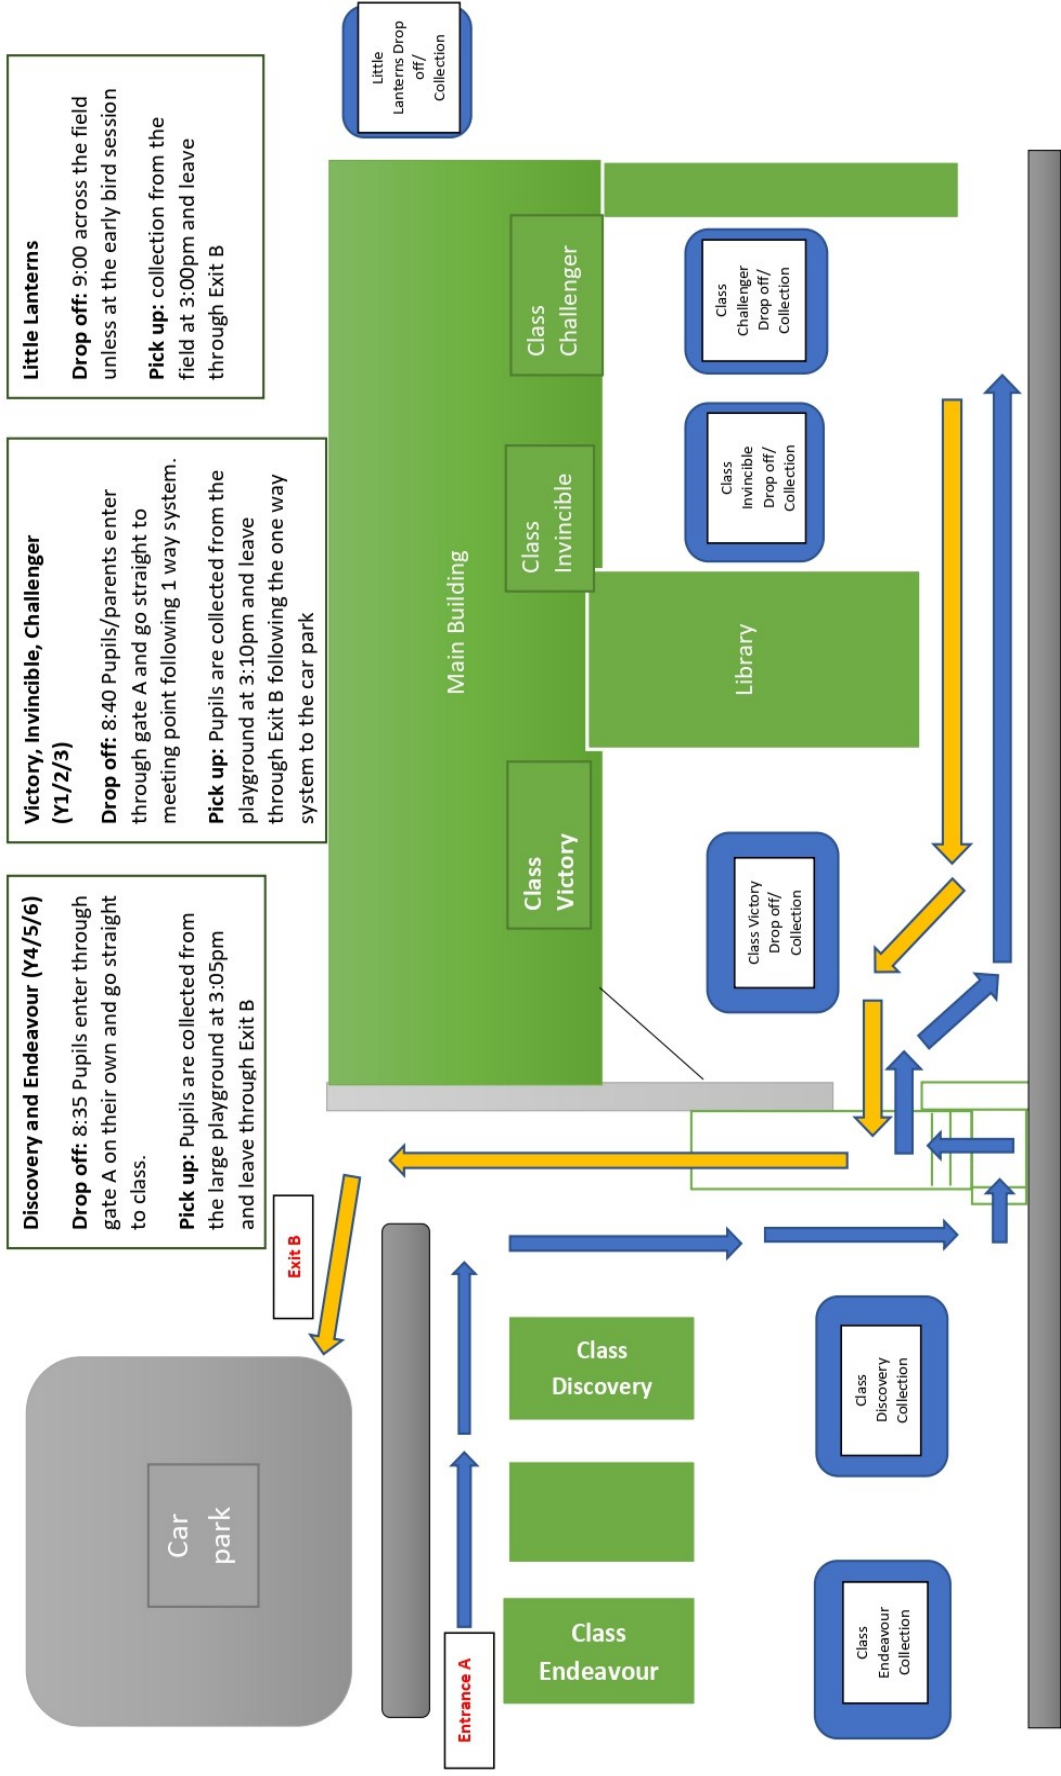 Discovery and Endeavour (Y4/5/6)
Drop off: 8:35 Pupils enter through
gate A on their own and go straight
to class.
Pick up: Pupils are collected from
the large playground at 3:05pm
and leave through Exit B
Victory, Invincible, Challenger
(Y1/2/3)
Drop off: 8:40 Pupils/parents enter
through gate A and go straight to
meeting point following 1 way system.
Pick up: Pupils are collected from the
playground at 3:10pm and leave
through Exit B following the one way
system to the car park
Little Lanterns
Drop off: 9:00 across the field
unless at the early bird session
Pick up: collection from the
field at 3:00pm and leave
through Exit B
Car
park
Exit B
Entrance A
Main Building
Little
Lanterns Drop
off/
Collection
Class
Endeavour
Class
Discovery
Class
Victory
Class
Invincible
Class
Challenger
Library
Class
Endeavour
Collection
Class
Discovery
Collection
Class Victory
Drop off/
Collection
Class
Invincible
Drop off/
Collection
Class
Challenger
Drop off/
Collection